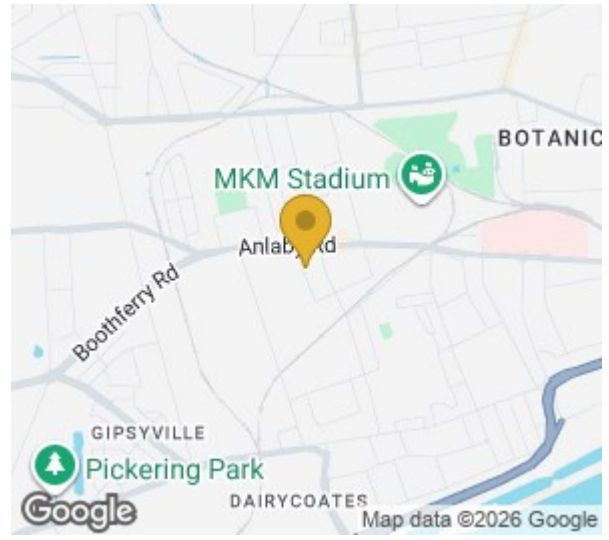 BOTANIC
MKM Stadium
Anlaby Rd
Boothferry Rd
GIPSYVILLE
Pickering Park
DAIRYCOATES
Google
Map data ©2026 Google